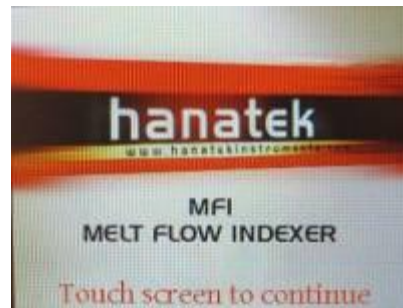 hanatek
www.hanatekinstruments.com
MFI
MELT FLOW INDEXER
Touch screen to continue